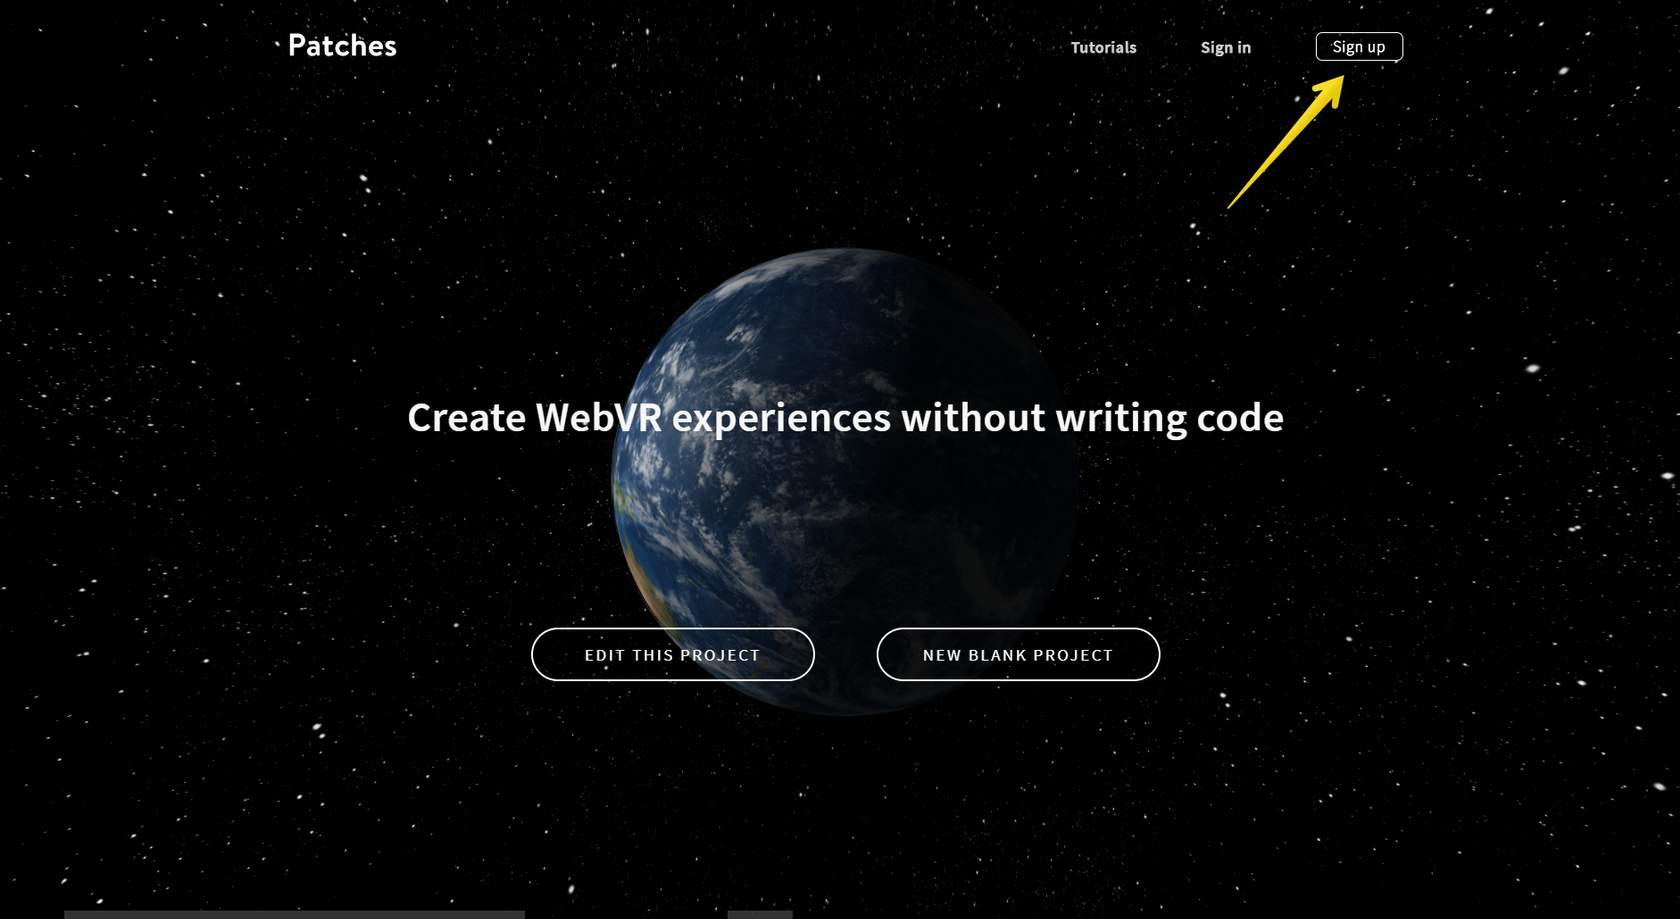 Patches
Tutorials
Sign in
Sign up
Create WebVR experiences without writing code
EDIT THIS PROJECT
NEW BLANK PROJECT